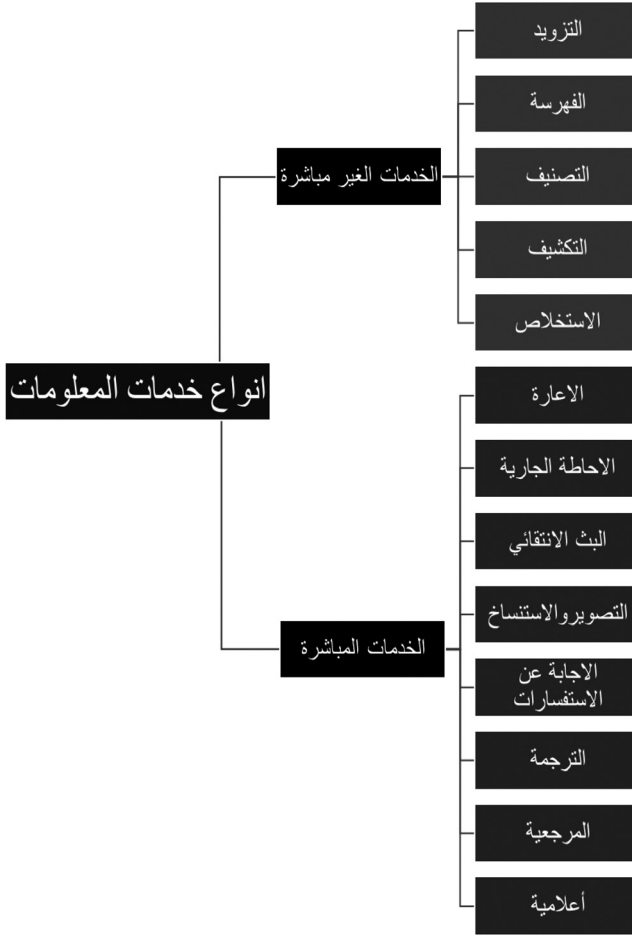 انواع خدمات المعلومات
الخدمات الغير مباشرة
التزويد
الفهرسة
التصنيف
التكشيف
الاستخلاص
الخدمات المباشرة
الاعارة
الاحاطة الجارية
البث الانتقائي
التصويروالاستنساخ
الاجابة عن
الاستفسارات
الترجمة
المرجعية
أعلامية